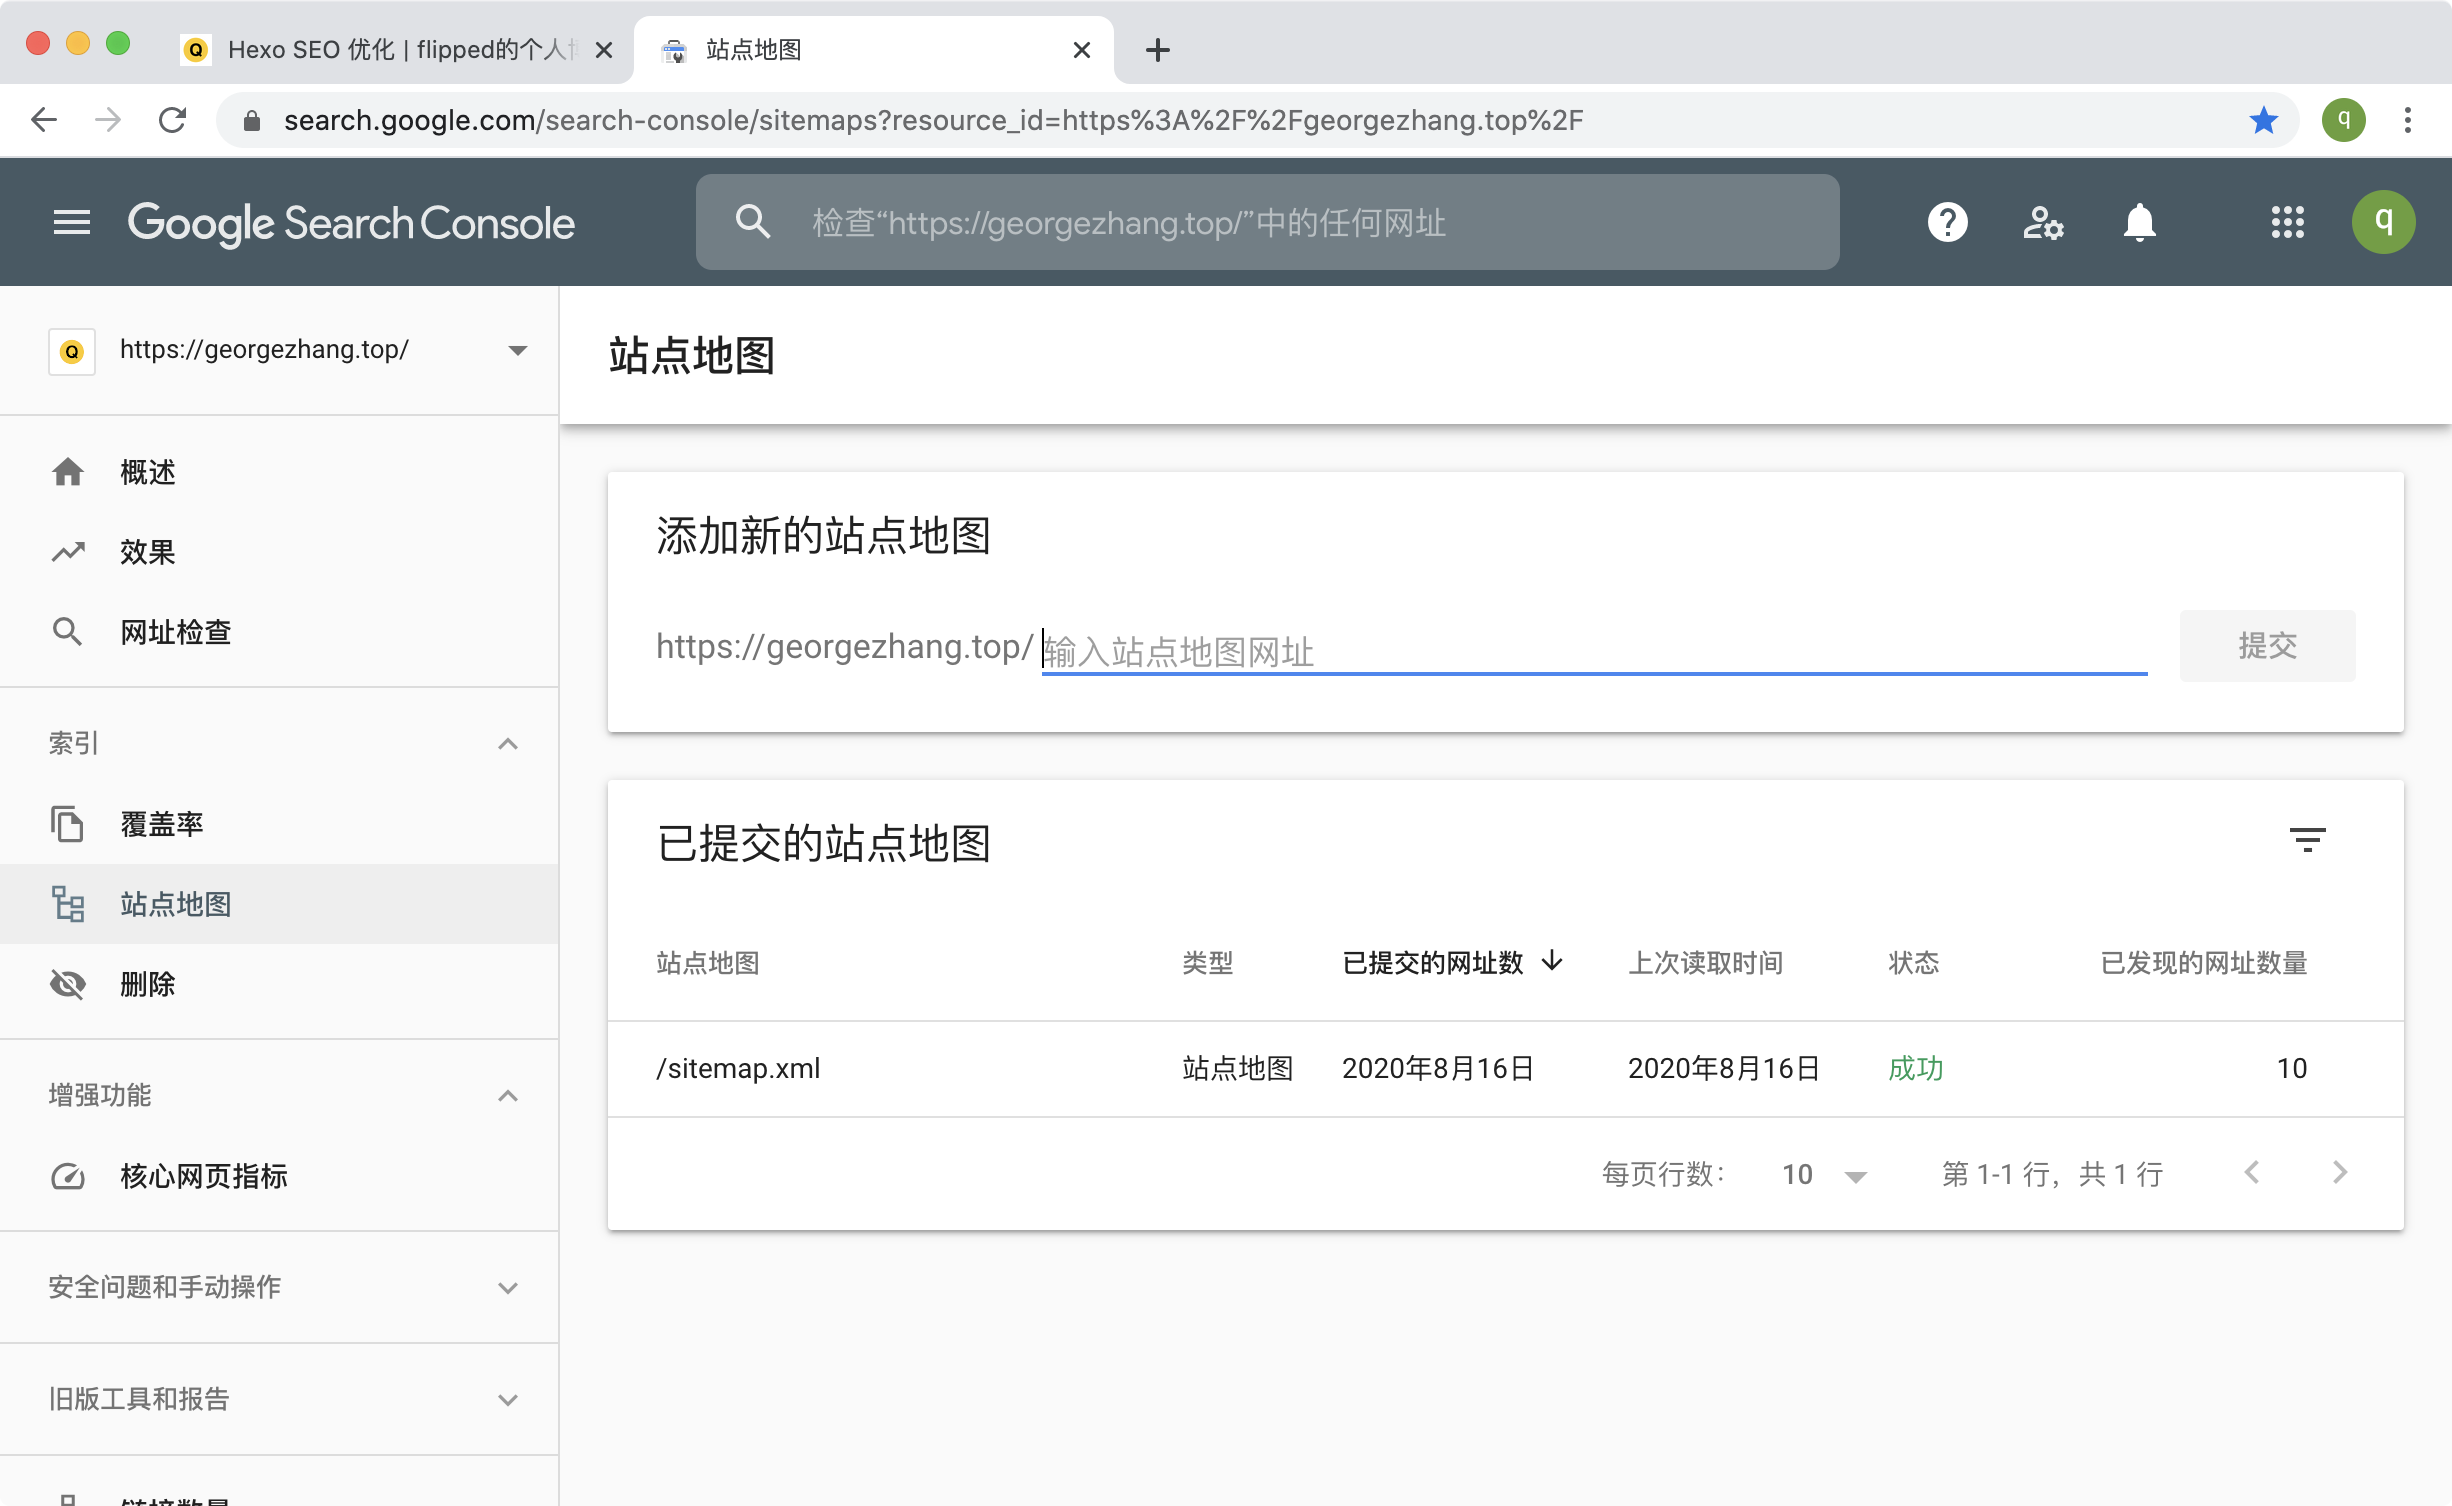 Hexo SEO 优化 | flipped的个人
站点地图
search.google.com/search-console/sitemaps?resource_id=https%3A%2F%2Fgeorgezhang.top%2F
q
Google Search Console
检查“https://georgezhang.top/”中的任何网址
q
Q
https://georgezhang.top/
站点地图
概述
效果
网址检查
索引
覆盖率
站点地图
删除
增强功能
核心网页指标
安全问题和手动操作
旧版工具和报告
链接数量
添加新的站点地图
https://georgezhang.top/ 输入站点地图网址
提交
已提交的站点地图
站点地图 类型 已提交的网址数 上次读取时间 状态 已发现的网址数量
/sitemap.xml 站点地图 2020年8月16日 2020年8月16日 成功 10
每页行数： 10 第 1-1 行，共 1 行